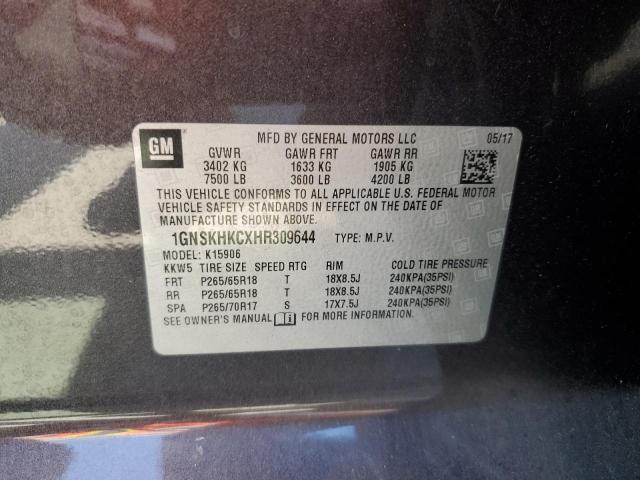 GM
MFD BY GENERAL MOTORS LLC 05/17
GVWR GAWR FRT GAWR RR
3402 KG 1633 KG 1905 KG
7500 LB 3600 LB 4200 LB
THIS VEHICLE CONFORMS TO ALL APPLICABLE U.S. FEDERAL MOTOR
VEHICLE SAFETY STANDARDS IN EFFECT ON THE DATE OF
MANUFACTURE SHOWN ABOVE.
1GNSKHKCXHR309644 TYPE: M.P.V.
MODEL: K15906
KKW5 TIRE SIZE SPEED RTG RIM COLD TIRE PRESSURE
FRT P265/65R18 T 18X8.5J 240KPA(35PSI)
RR P265/65R18 T 18X8.5J 240KPA(35PSI)
SPA P265/70R17 S 17X7.5J 240KPA(35PSI)
SEE OWNER'S MANUAL FOR MORE INFORMATION.